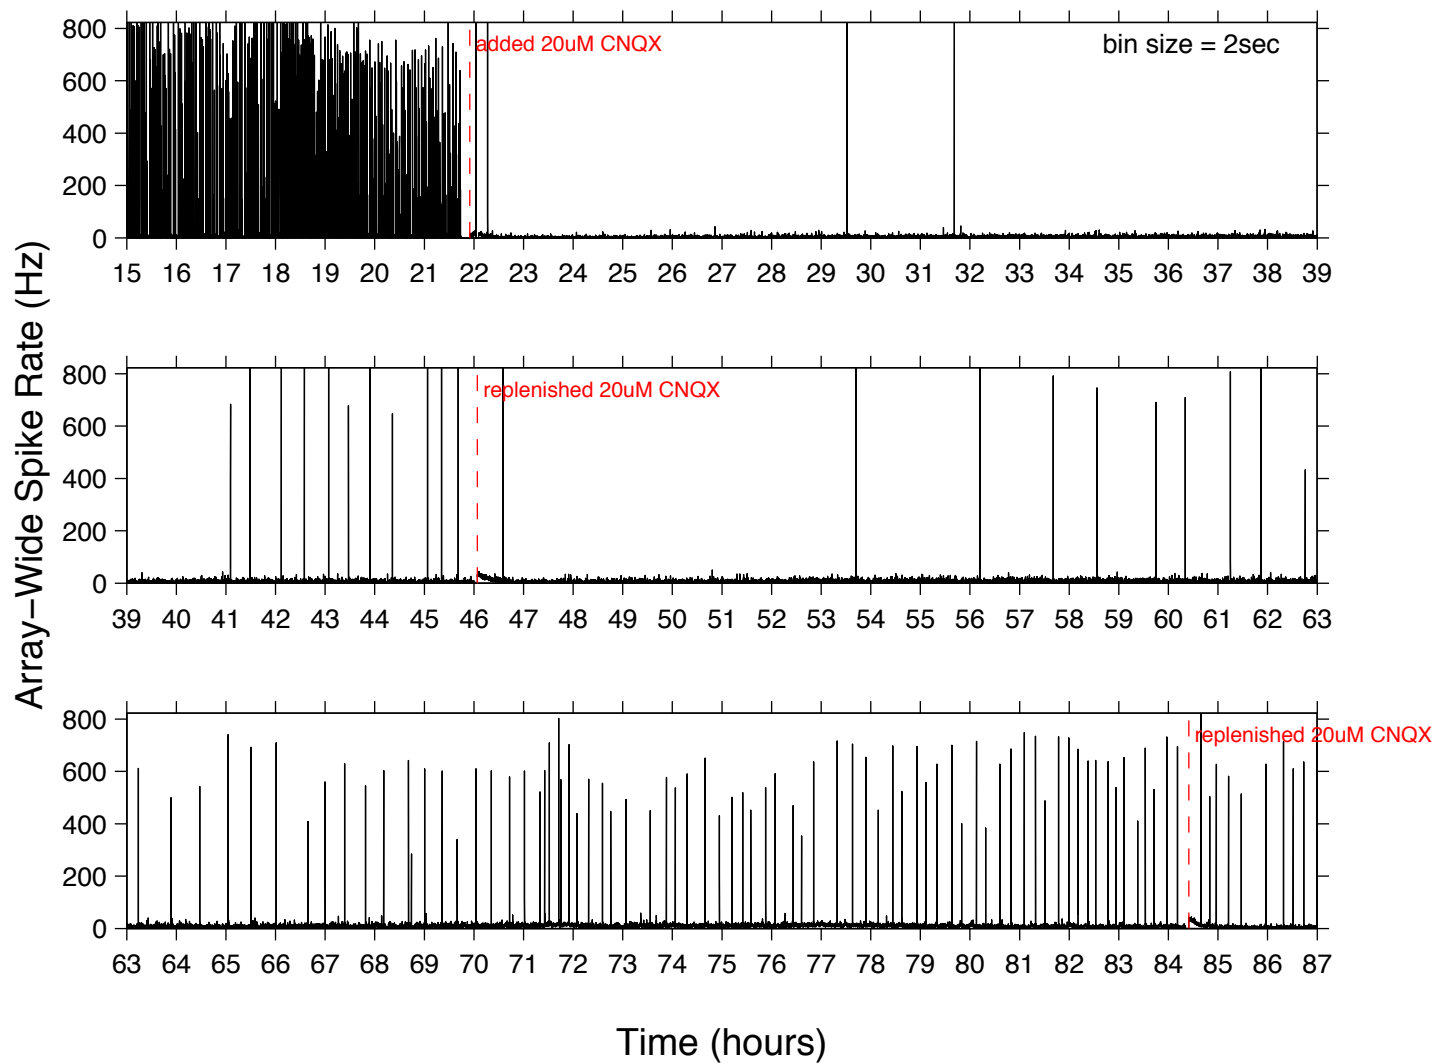 800
600
400
200
0
added 20uM CNQX
bin size = 2sec
15 16 17 18 19 20 21 22 23 24 25 26 27 28 29 30 31 32 33 34 35 36 37 38 39
Array−Wide Spike Rate (Hz)
800
600
400
200
0
replenished 20uM CNQX
39 40 41 42 43 44 45 46 47 48 49 50 51 52 53 54 55 56 57 58 59 60 61 62 63
800
600
400
200
0
replenished 20uM CNQX
63 64 65 66 67 68 69 70 71 72 73 74 75 76 77 78 79 80 81 82 83 84 85 86 87
Time (hours)